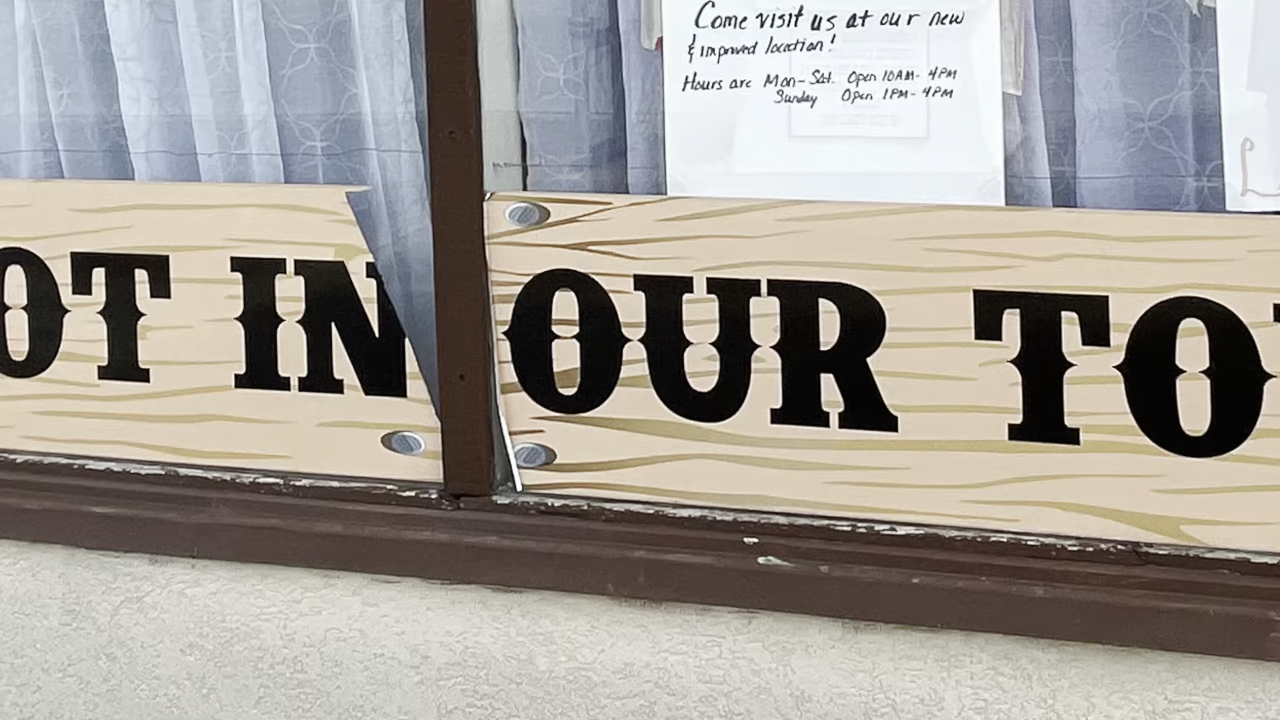 Come visit us at our new
& improved location!
Hours are Mon-Sat. Open 10AM- 4PM
Sunday Open 1PM- 4PM
OT IN OUR TO